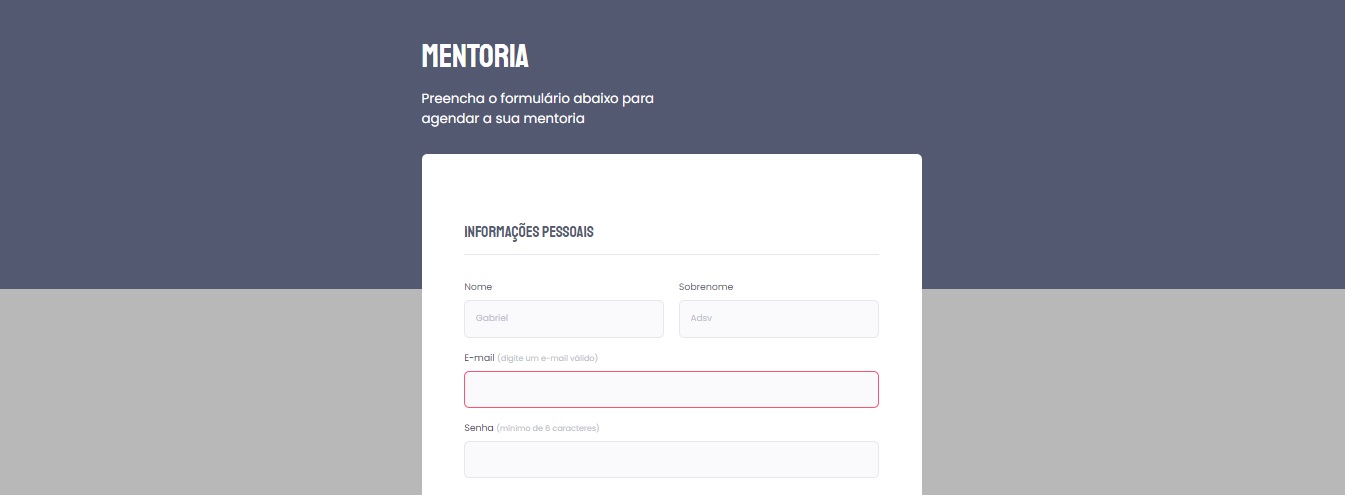 MENTORIA
Preencha o formulário abaixo para
agendar a sua mentoria
INFORMAÇÕES PESSOAIS
Nome
Sobrenome
Gabriel
Adsv
E-mail (digite um e-mail válido)
Senha (mínimo de 6 caracteres)